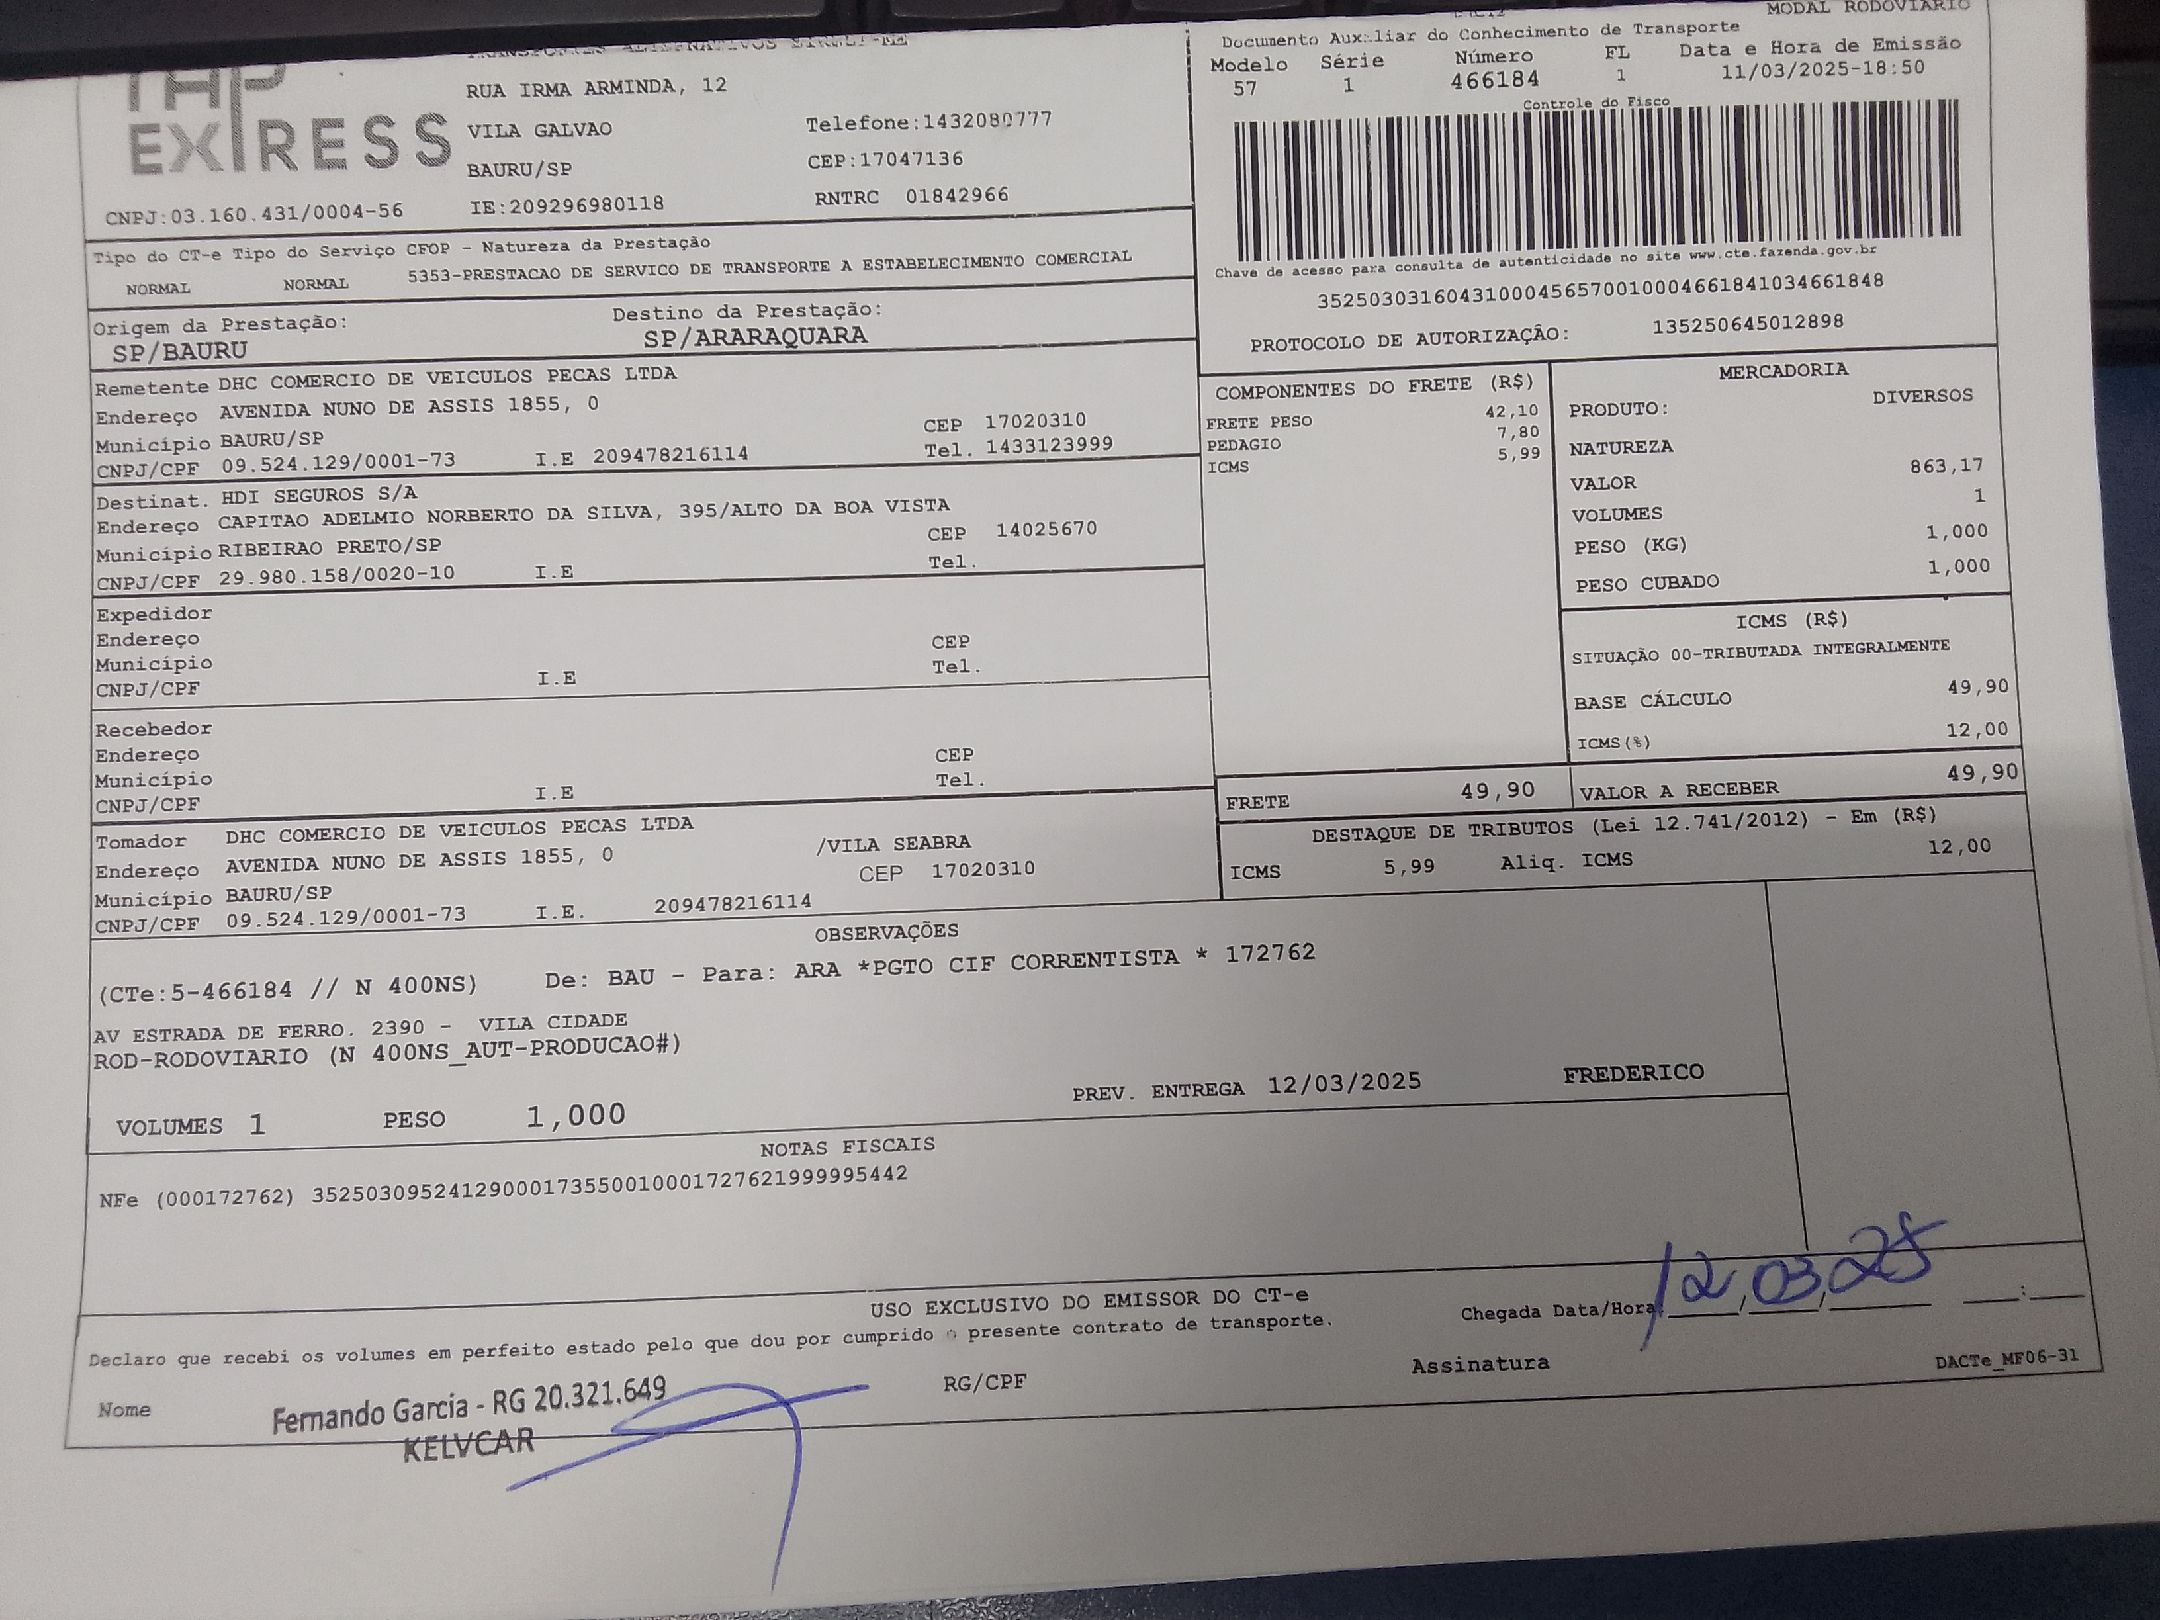 TRANSPORTES ALTERNATIVOS
TAP
EXPRESS
RUA IRMA ARMINDA, 12
VILA GALVAO
Telefone:1432080777
BAURU/SP
CEP:17047136
CNPJ:03.160.431/0004-56
IE:209296980118
RNTRC 01842966
MODAL RODOVIARIO
Documento Auxiliar do Conhecimento de Transporte
Modelo Série Número FL Data e Hora de Emissão
57 1 466184 1 11/03/2025-18:50
Controle do Fisco
Chave de acesso para consulta de autenticidade no site www.cte.fazenda.gov.br
35250303160431000456570010004661841034661848
PROTOCOLO DE AUTORIZAÇÃO: 135250645012898
Tipo do CT-e Tipo do Serviço CFOP - Natureza da Prestação
NORMAL NORMAL 5353-PRESTACAO DE SERVICO DE TRANSPORTE A ESTABELECIMENTO COMERCIAL
Origem da Prestação: Destino da Prestação:
SP/BAURU SP/ARARAQUARA
Remetente DHC COMERCIO DE VEICULOS PECAS LTDA
Endereço AVENIDA NUNO DE ASSIS 1855, 0
Município BAURU/SP CEP 17020310
CNPJ/CPF 09.524.129/0001-73 I.E 209478216114 Tel. 1433123999
Destinat. HDI SEGUROS S/A
Endereço CAPITAO ADELMIO NORBERTO DA SILVA, 395/ALTO DA BOA VISTA
Município RIBEIRAO PRETO/SP CEP 14025670
CNPJ/CPF 29.980.158/0020-10 I.E Tel.
Expedidor
Endereço
Município CEP
CNPJ/CPF I.E Tel.
Recebedor
Endereço CEP
Município Tel.
CNPJ/CPF I.E
Tomador DHC COMERCIO DE VEICULOS PECAS LTDA
Endereço AVENIDA NUNO DE ASSIS 1855, 0 /VILA SEABRA
Município BAURU/SP CEP 17020310
CNPJ/CPF 09.524.129/0001-73 I.E. 209478216114
COMPONENTES DO FRETE (R$)
FRETE PESO 42,10
PEDAGIO 7,80
ICMS 5,99
MERCADORIA
PRODUTO: DIVERSOS
NATUREZA
VALOR 863,17
VOLUMES 1
PESO (KG) 1,000
PESO CUBADO 1,000
ICMS (R$)
SITUAÇÃO 00-TRIBUTADA INTEGRALMENTE
BASE CÁLCULO 49,90
ICMS(%) 12,00
FRETE 49,90 VALOR A RECEBER 49,90
DESTAQUE DE TRIBUTOS (Lei 12.741/2012) - Em (R$)
ICMS 5,99 Aliq. ICMS 12,00
OBSERVAÇÕES
(CTe:5-466184 // N 400NS) De: BAU - Para: ARA *PGTO CIF CORRENTISTA * 172762
AV ESTRADA DE FERRO. 2390 - VILA CIDADE
ROD-RODOVIARIO (N 400NS_AUT-PRODUCAO#)
PREV. ENTREGA 12/03/2025 FREDERICO
VOLUMES 1 PESO 1,000
NOTAS FISCAIS
NFe (000172762) 35250309524129000173550010001727621999995442
USO EXCLUSIVO DO EMISSOR DO CT-e
Declaro que recebi os volumes em perfeito estado pelo que dou por cumprido o presente contrato de transporte.
Chegada Data/Hora: 12/03/25 __:__
Nome Fernando Garcia - RG 20.321.649
KELVCAR
RG/CPF
Assinatura
DACTe_MF06-31